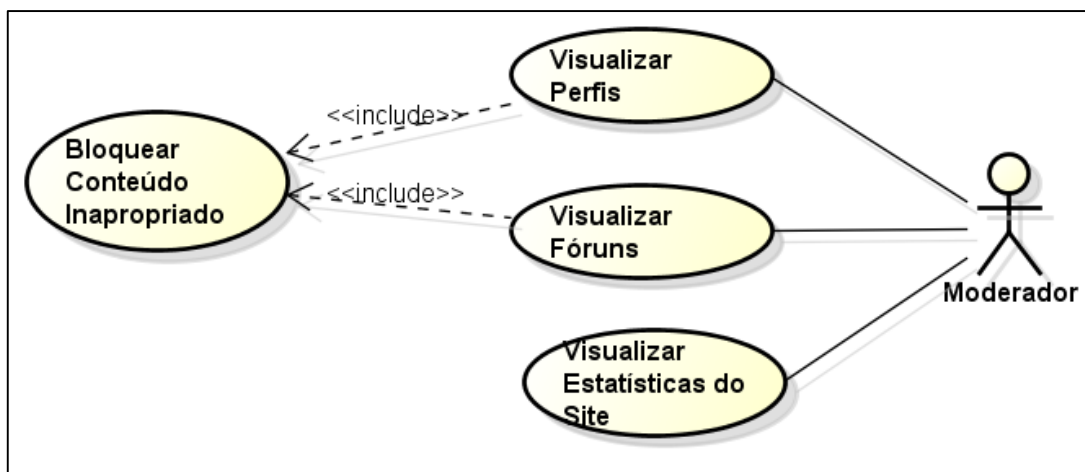 Visualizar
Perfis
<<include>>
Bloquear
Conteúdo
Inapropriado
<<include>>
Visualizar
Fóruns
Moderador
Visualizar
Estatísticas do
Site